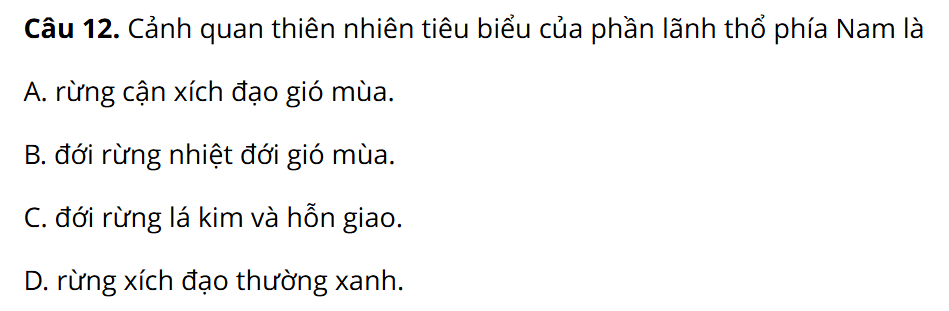 Câu 12. Cảnh quan thiên nhiên tiêu biểu của phần lãnh thổ phía Nam là
A. rừng cận xích đạo gió mùa.
B. đới rừng nhiệt đới gió mùa.
C. đới rừng lá kim và hỗn giao.
D. rừng xích đạo thường xanh.